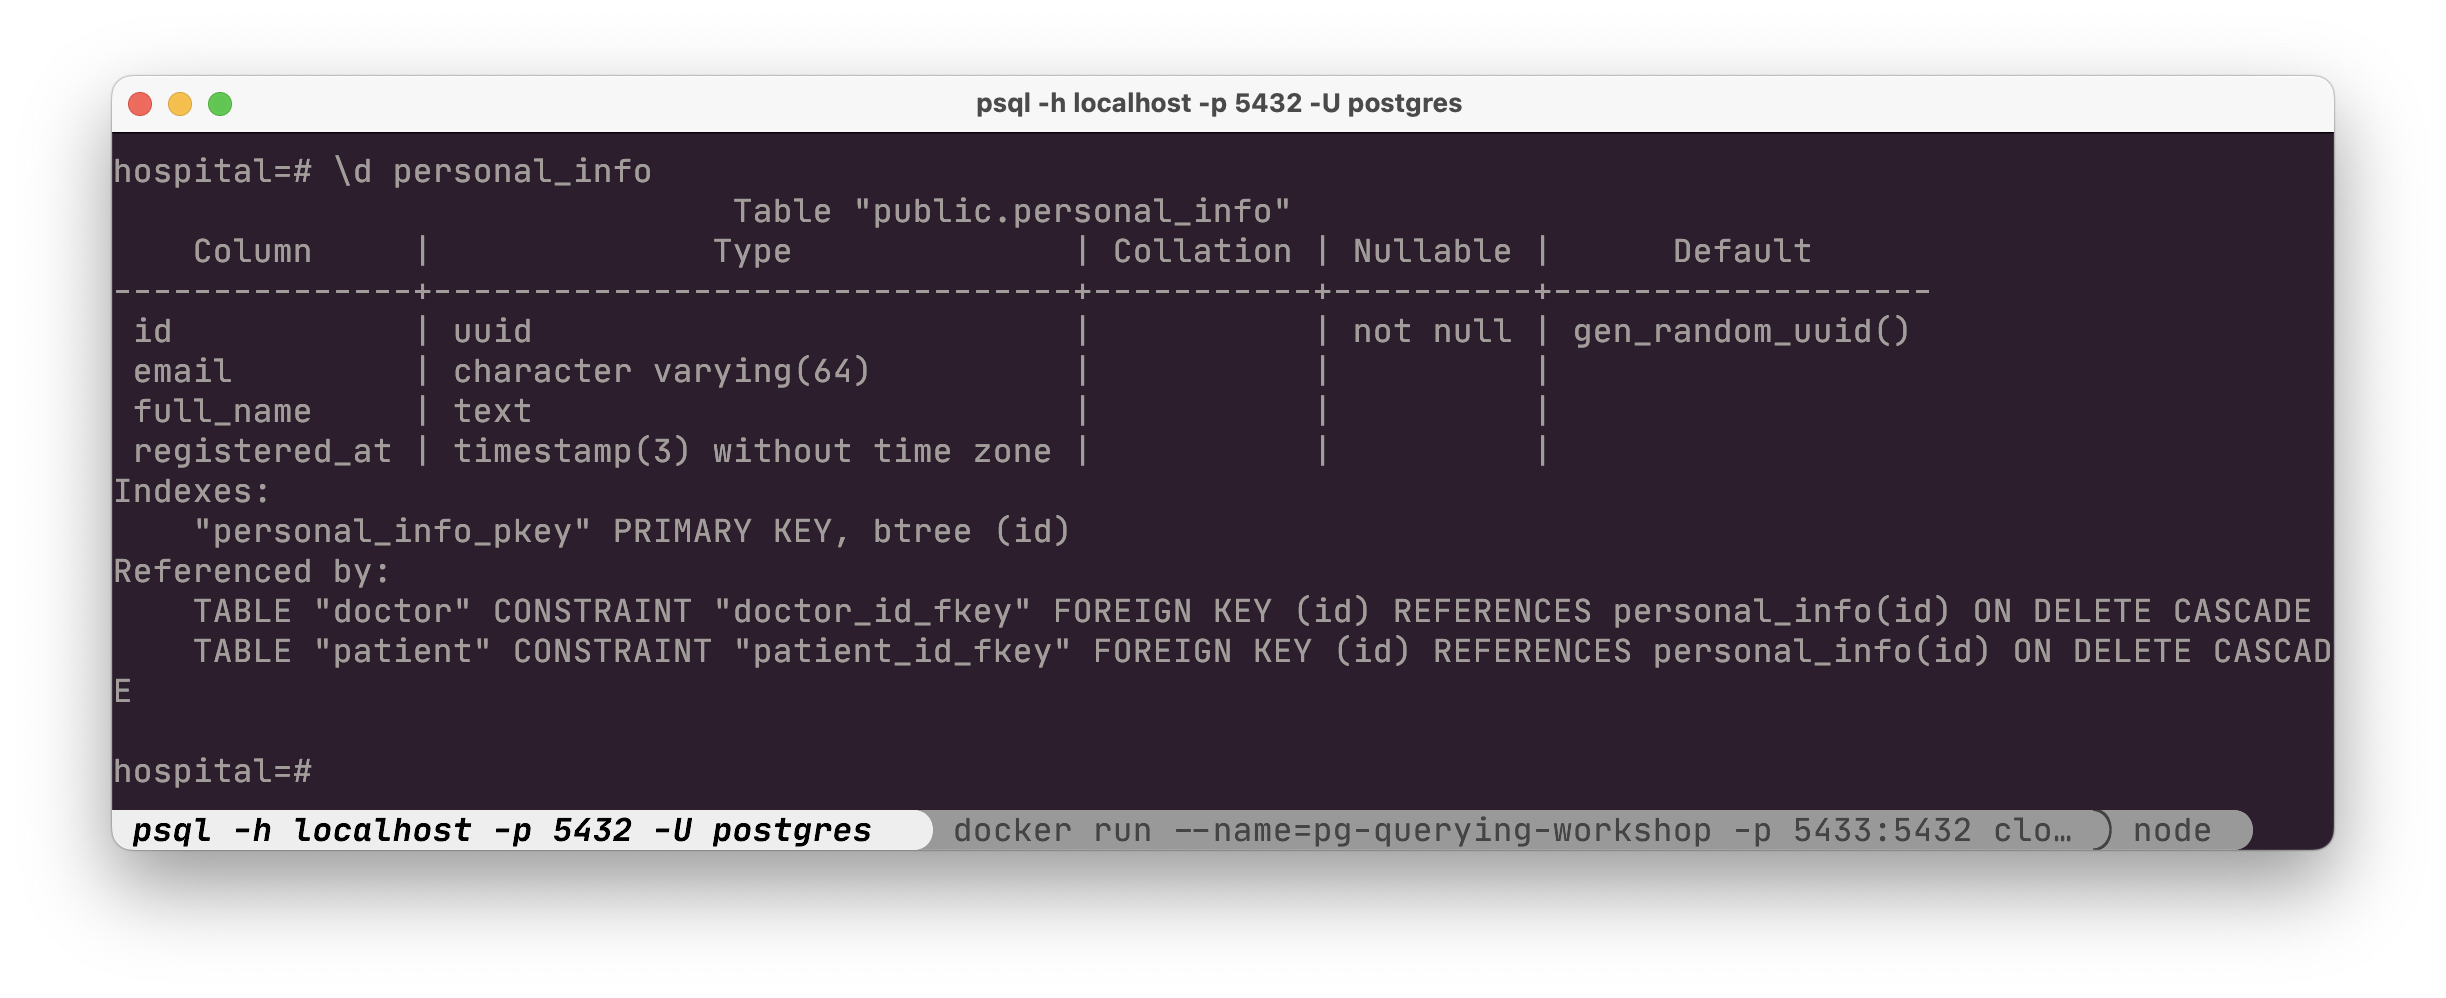 psql -h localhost -p 5432 -U postgres
hospital=# \d personal_info
Table "public.personal_info"
Column | Type | Collation | Nullable | Default
---------------+--------------------------------+-----------+----------+-------------------
id | uuid | | not null | gen_random_uuid()
email | character varying(64) | | |
full_name | text | | |
registered_at | timestamp(3) without time zone | | |
Indexes:
"personal_info_pkey" PRIMARY KEY, btree (id)
Referenced by:
TABLE "doctor" CONSTRAINT "doctor_id_fkey" FOREIGN KEY (id) REFERENCES personal_info(id) ON DELETE CASCADE
TABLE "patient" CONSTRAINT "patient_id_fkey" FOREIGN KEY (id) REFERENCES personal_info(id) ON DELETE CASCAD
E
hospital=#
psql -h localhost -p 5432 -U postgres docker run --name=pg-querying-workshop -p 5433:5432 clo… node